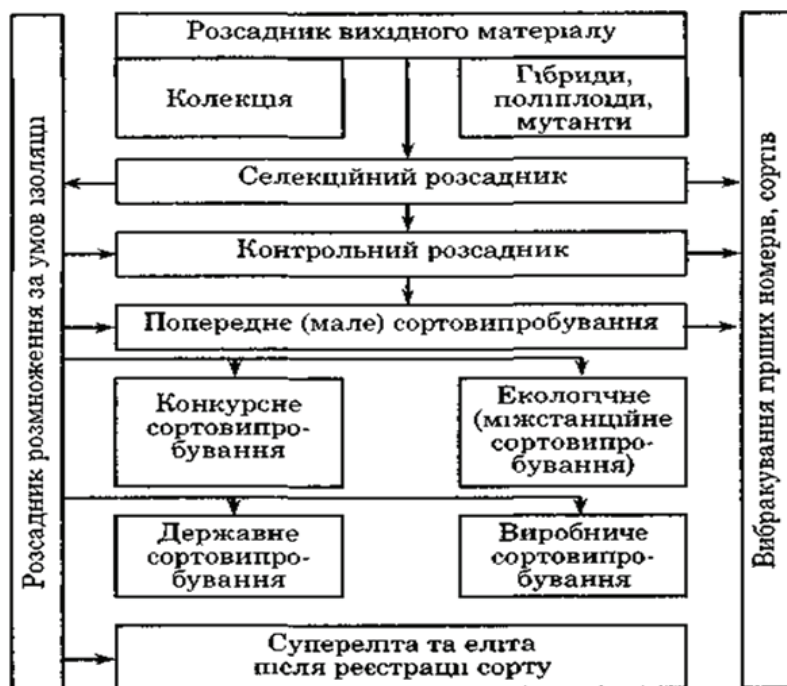 Розсадник розмноження за умов ізоляції
Розсадник вихідного матеріалу
Колекція
Гібриди,
поліплоїди,
мутанти
Селекційний розсадник
Контрольний розсадник
Попереднє (мале) сортовипробування
Конкурсне
сортовипро-
бування
Екологічне
(міжстанційне
сортовипро-
бування)
Державне
сортовипро-
бування
Виробниче
сортовипро-
бування
Супереліта та еліта
після реєстрації сорту
Вибракування гірших номерів, сортів